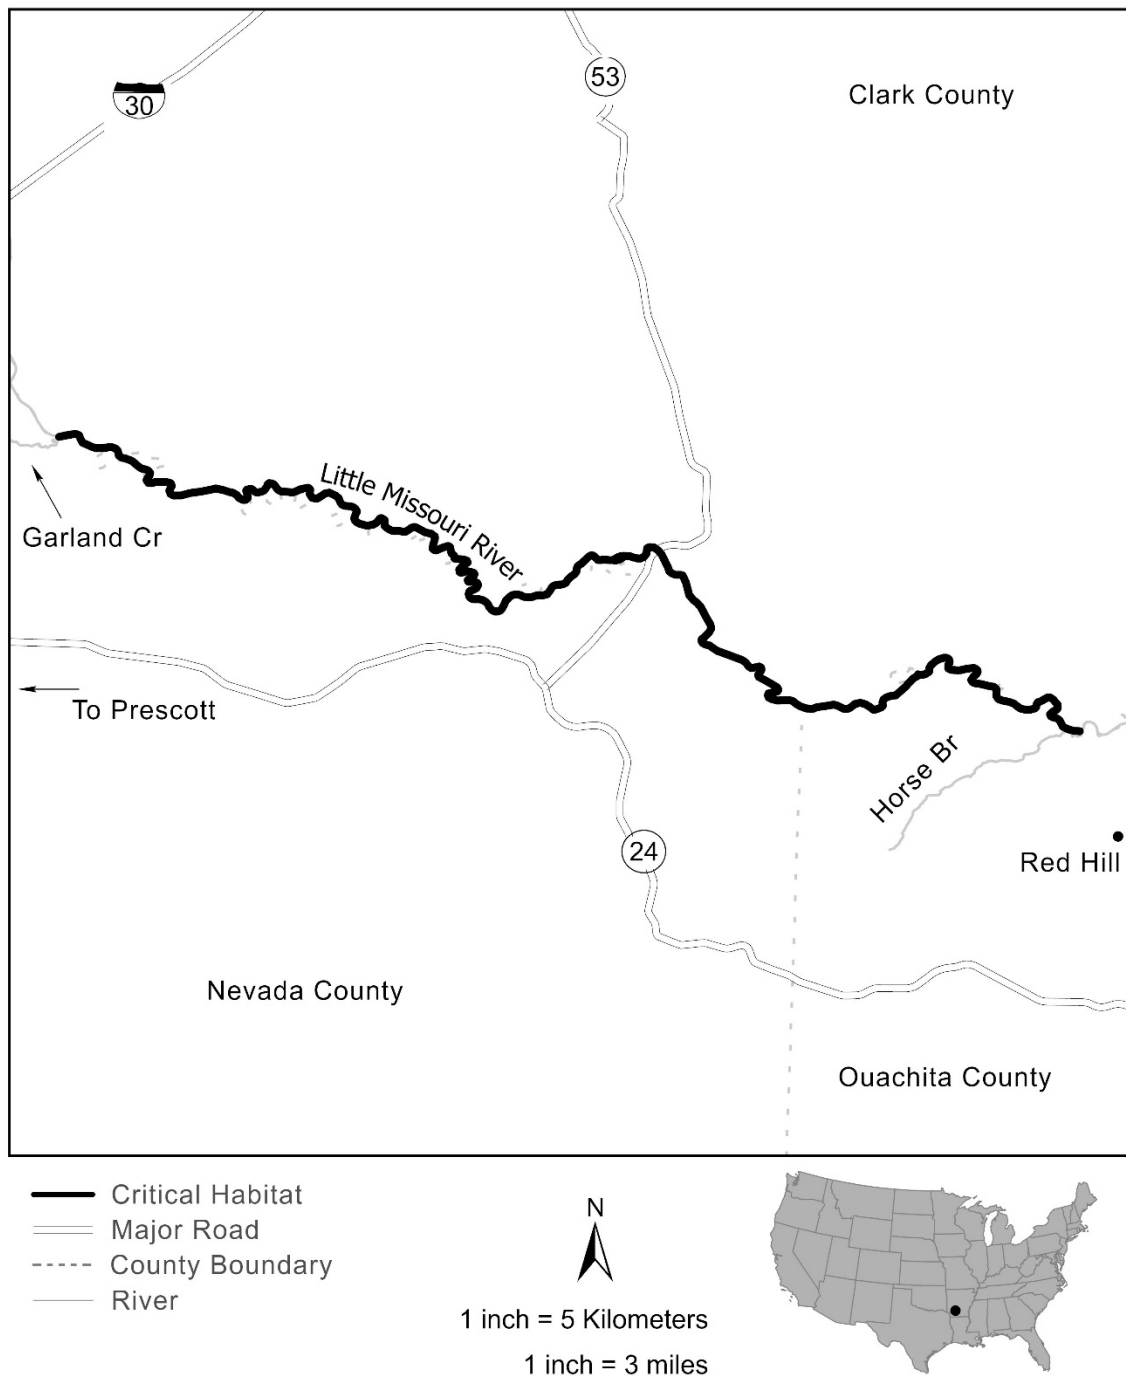 53
30
Clark County
Little Missouri River
Garland Cr
To Prescott
Horse Br
24
Red Hill
Nevada County
Ouachita County
Critical Habitat
Major Road
County Boundary
River
N
1 inch = 5 Kilometers
1 inch = 3 miles